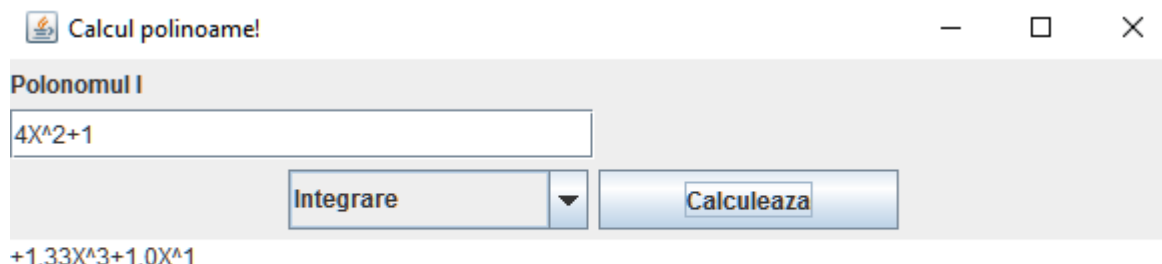 Calcul polinoame!
Polonomul I
4X^2+1
Integrare
Calculeaza
+1.33X^3+1.0X^1